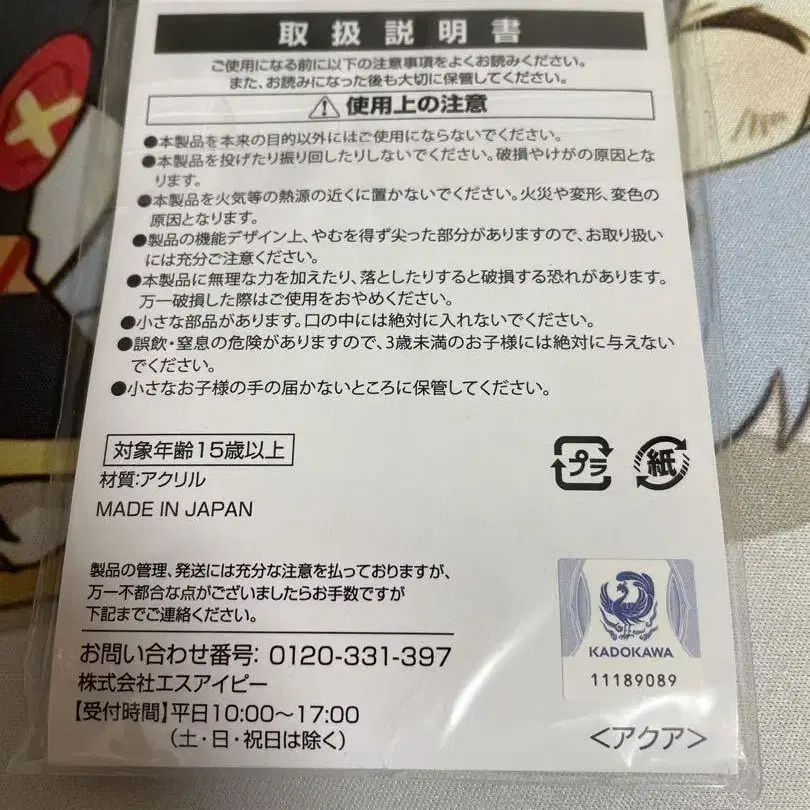 取扱説明書
ご使用になる前に以下の注意事項をよくお読みください。
また、お読みになった後も大切に保管してください。
使用上の注意
●本製品を本来の目的以外にはご使用にならないでください。
●本製品を投げたり振り回したりしないでください。破損やけがの原因とな
ります。
●本製品を火気等の熱源の近くに置かないでください。火災や変形、変色の
原因となります。
●製品の機能デザイン上、やむを得ず尖った部分がありますので、お取り扱い
には充分ご注意ください。
●本製品に無理な力を加えたり、落としたりすると破損する恐れがあります。
万一破損した際はご使用をおやめください。
●小さな部品があります。口の中には絶対に入れないでください。
●誤飲・窒息の危険がありますので、3歳未満のお子様には絶対に与えない
でください。
●小さなお子様の手の届かないところに保管してください。
対象年齢15歳以上
材質:アクリル
MADE IN JAPAN
プラ
紙
製品の管理、発送には充分な注意を払っておりますが、
万一不都合な点がございましたらお手数ですが
下記までご連絡ください。
お問い合わせ番号: 0120-331-397
株式会社エスアイピー
【受付時間】平日10:00～17:00
(土・日・祝日は除く)
KADOKAWA
11189089
<アクア>